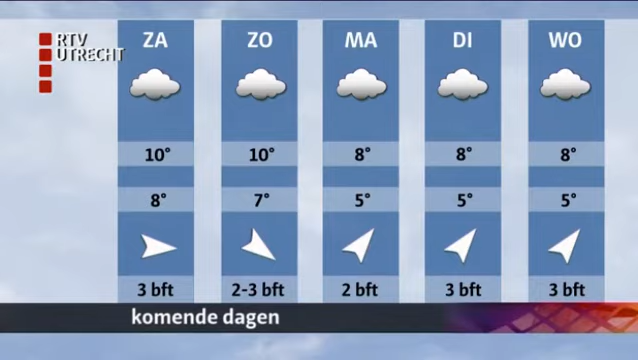 RTV
UTRECHT
ZA ZO MA DI WO
10° 10° 8° 8° 8°
8° 7° 5° 5° 5°
3 bft 2-3 bft 2 bft 3 bft 3 bft
komende dagen